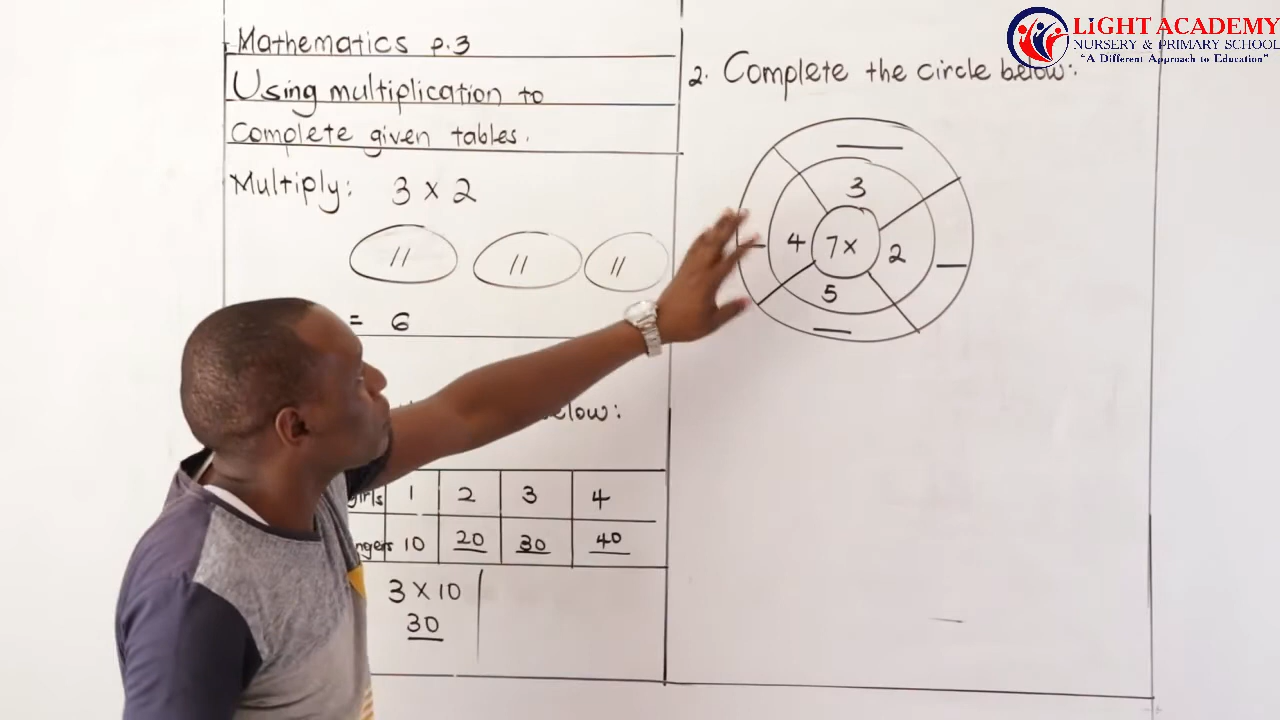 Mathematics p.3
Using multiplication to
complete given tables.
Multiply: 3 x 2
// // //
= 6
girls 1 2 3 4
10 20 30 40
3 x 10
30
LIGHT ACADEMY
NURSERY & PRIMARY SCHOOL
"A Different Approach to Education"
2. Complete the circle below:
3
4 7x 2
5